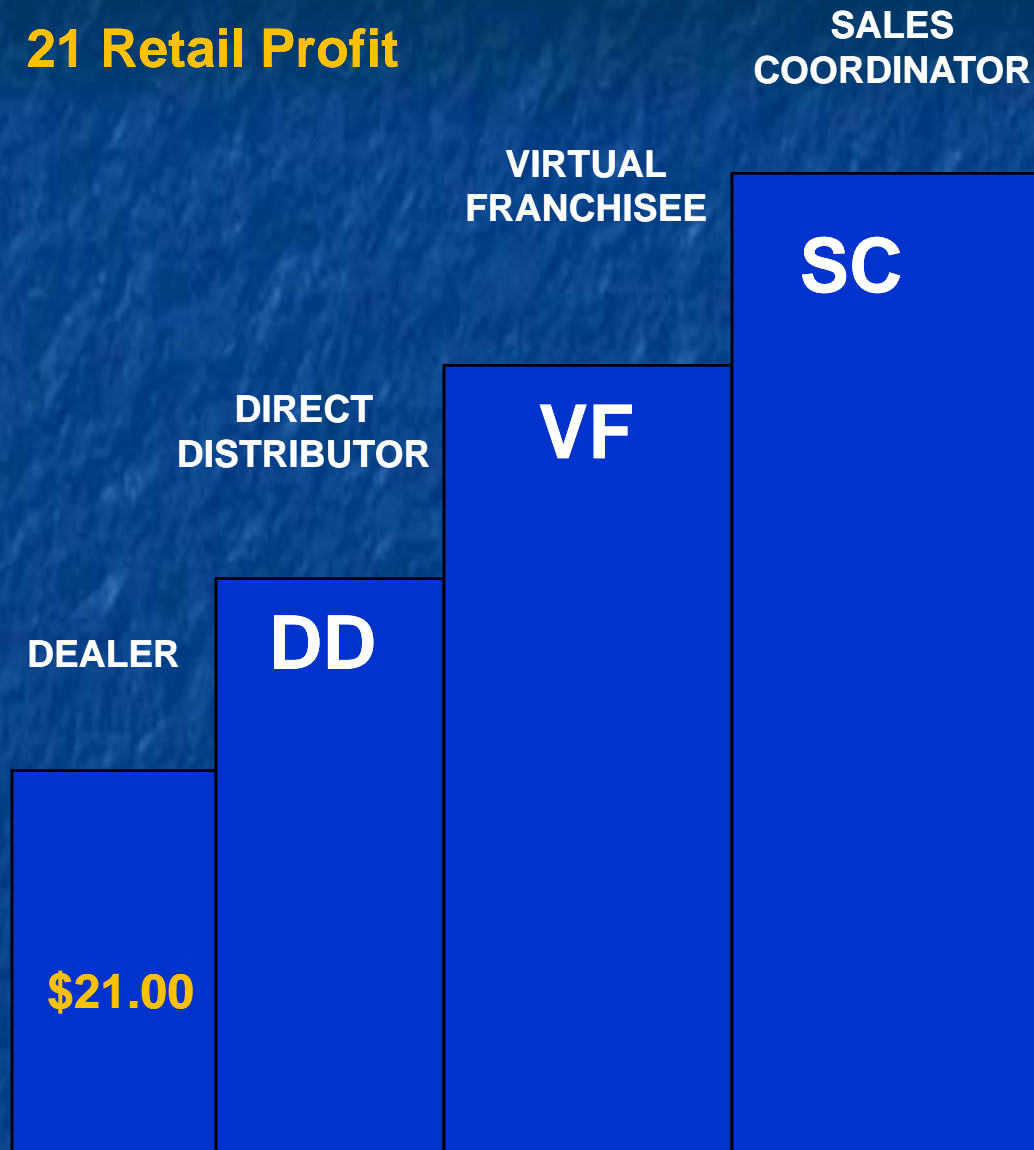 21 Retail Profit
SALES
COORDINATOR
VIRTUAL
FRANCHISEE
SC
DIRECT
DISTRIBUTOR
VF
DEALER
DD
$21.00